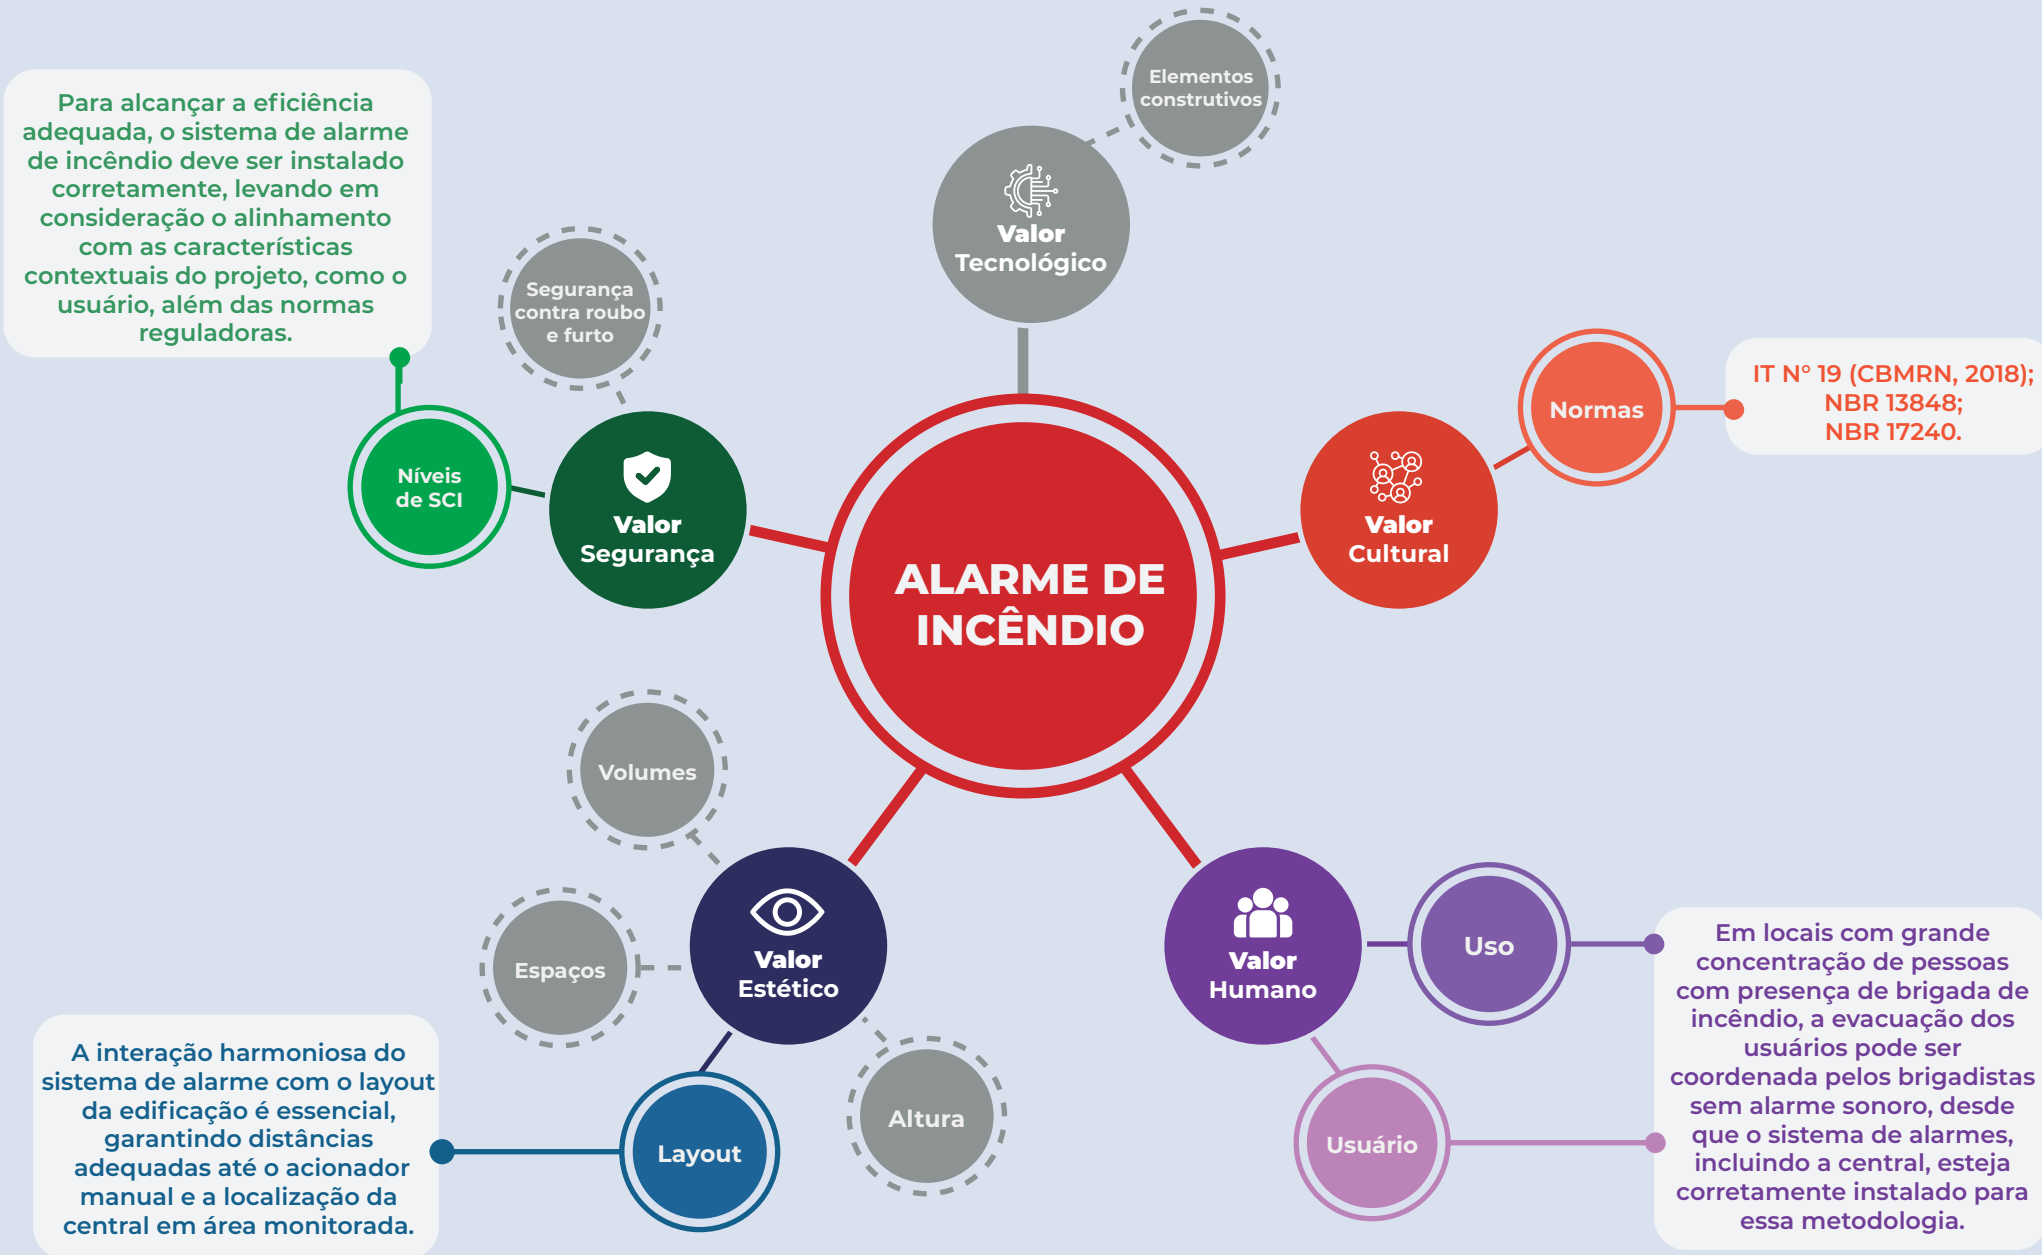 Elementos
construtivos
Valor
Tecnológico
Para alcançar a eficiência
adequada, o sistema de alarme
de incêndio deve ser instalado
corretamente, levando em
consideração o alinhamento
com as características
contextuais do projeto, como o
usuário, além das normas
reguladoras.
Segurança
contra roubo
e furto
Níveis
de SCI
Valor
Segurança
ALARME DE
INCÊNDIO
Valor
Cultural
Normas
IT N° 19 (CBMRN, 2018);
NBR 13848;
NBR 17240.
Volumes
Espaços
Valor
Estético
Altura
Layout
A interação harmoniosa do
sistema de alarme com o layout
da edificação é essencial,
garantindo distâncias
adequadas até o acionador
manual e a localização da
central em área monitorada.
Valor
Humano
Uso
Usuário
Em locais com grande
concentração de pessoas
com presença de brigada de
incêndio, a evacuação dos
usuários pode ser
coordenada pelos brigadistas
sem alarme sonoro, desde
que o sistema de alarmes,
incluindo a central, esteja
corretamente instalado para
essa metodologia.